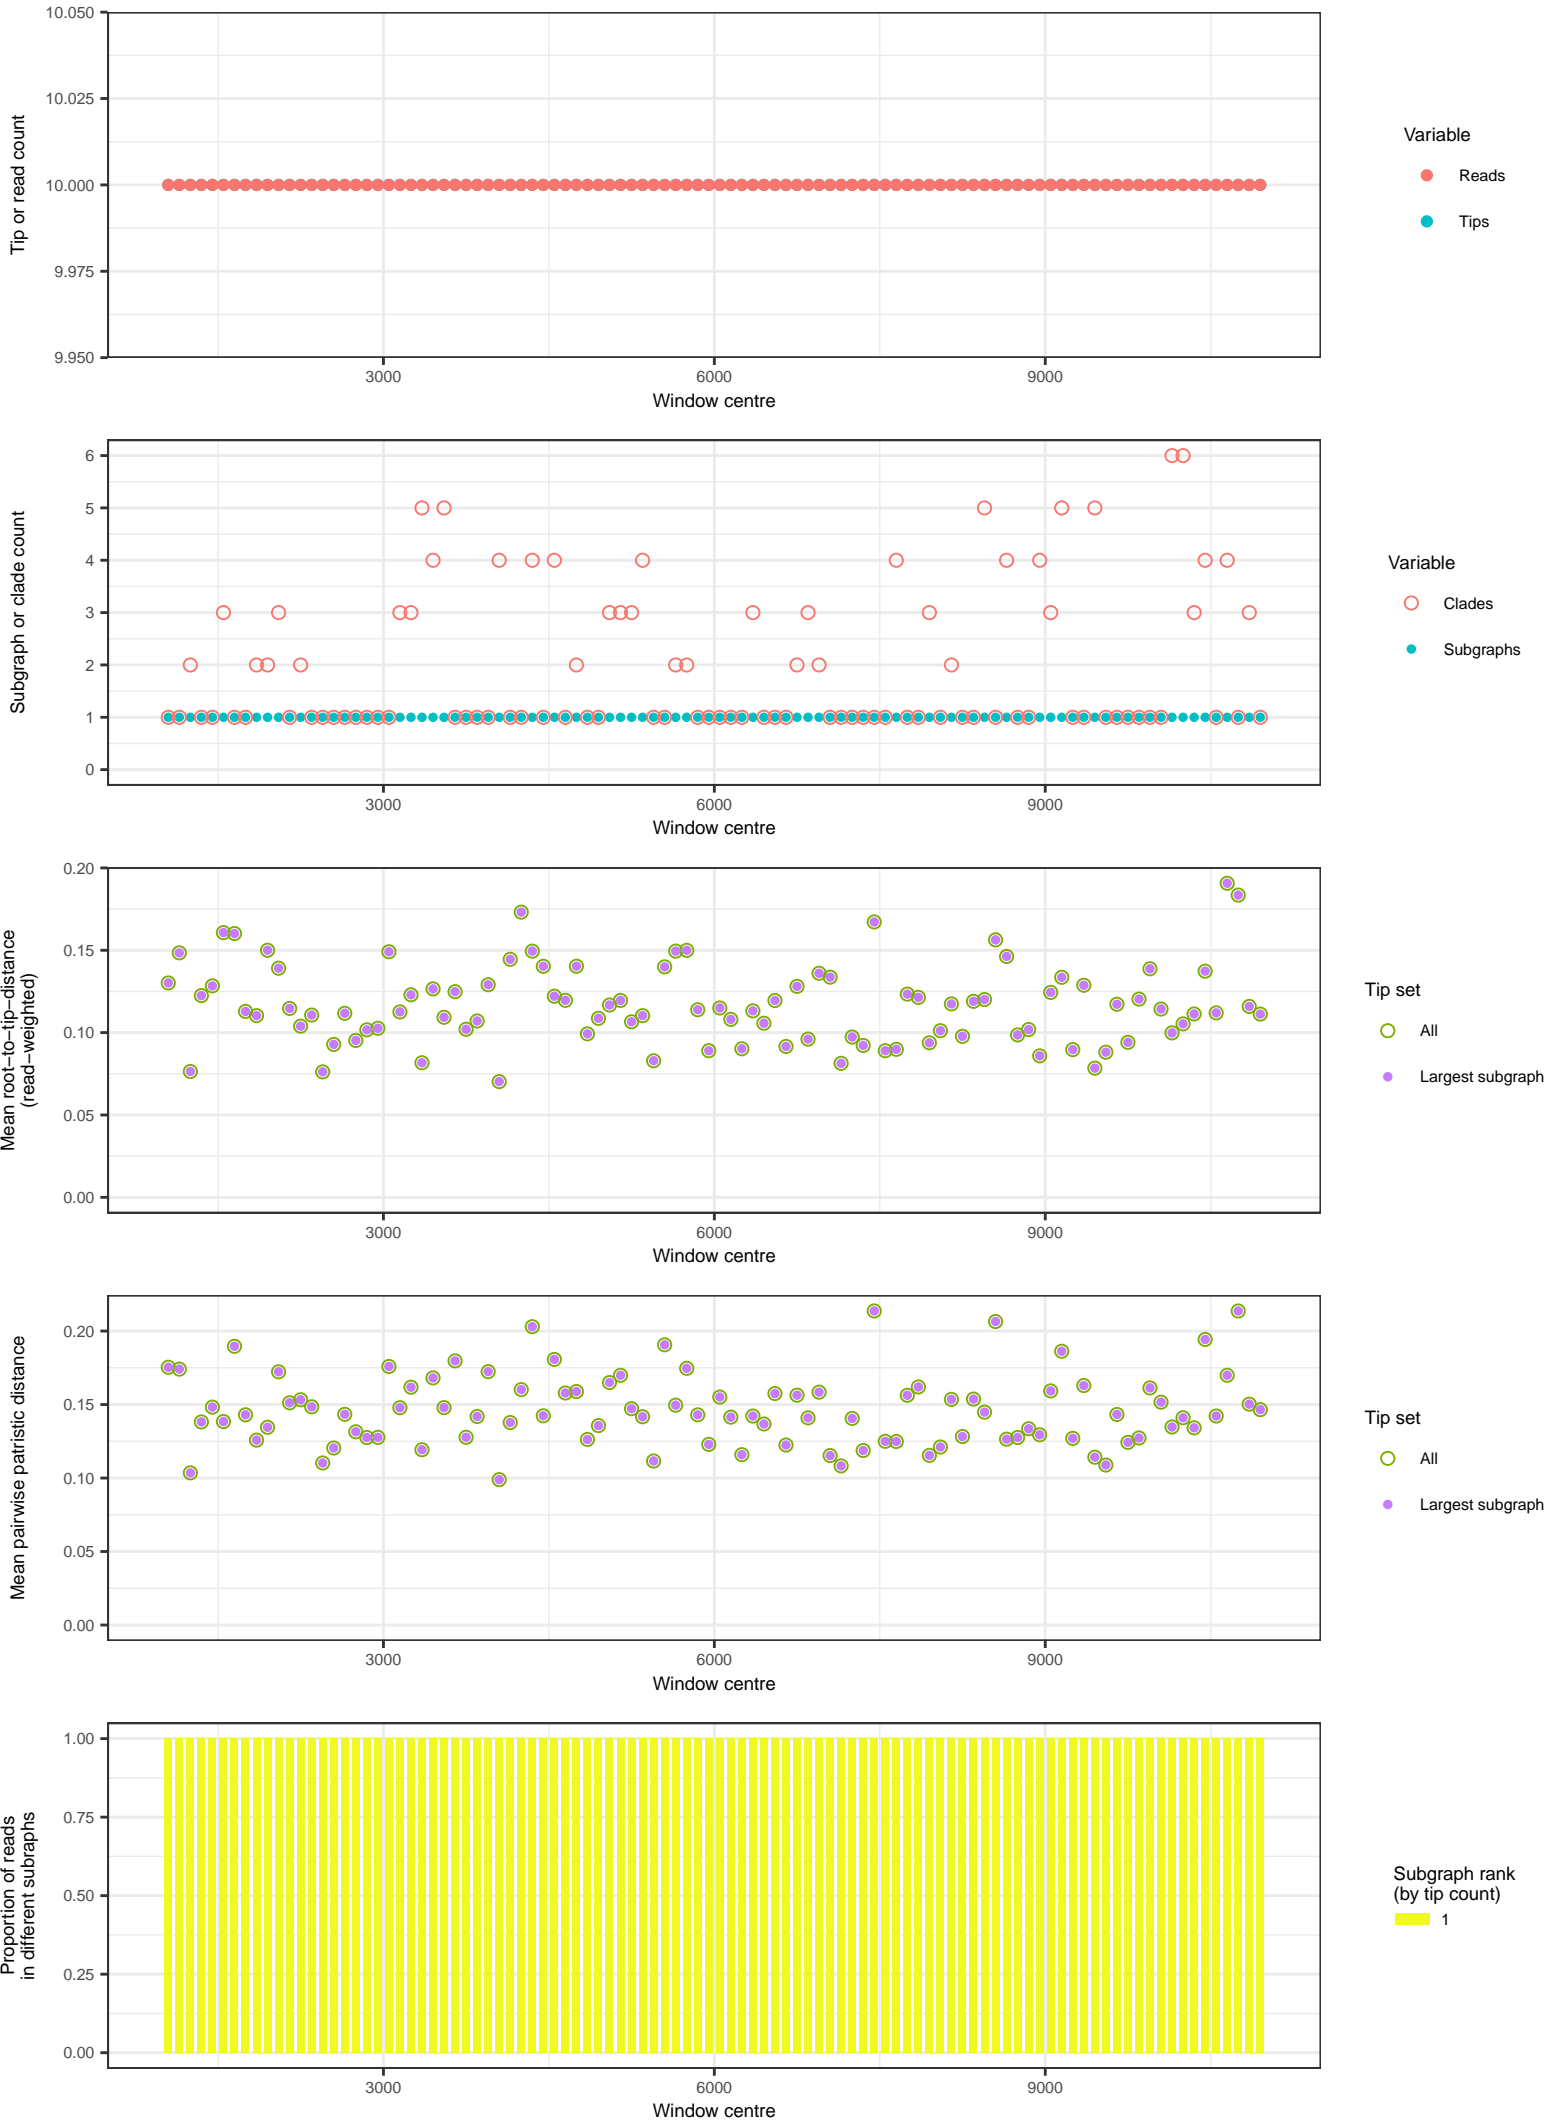 10.050
10.025
10.000
9.975
9.950
Tip or read count
3000
6000
9000
Window centre
Variable
Reads
Tips
6
5
4
3
2
1
0
Subgraph or clade count
3000
6000
9000
Window centre
Variable
Clades
Subgraphs
0.20
0.15
0.10
0.05
0.00
Mean root−to−tip−distance
(read−weighted)
3000
6000
9000
Window centre
Tip set
All
Largest subgraph
0.20
0.15
0.10
0.05
0.00
Mean pairwise patristic distance
3000
6000
9000
Window centre
Tip set
All
Largest subgraph
1.00
0.75
0.50
0.25
0.00
Proportion of reads
in different subraphs
3000
6000
9000
Window centre
Subgraph rank
(by tip count)
1